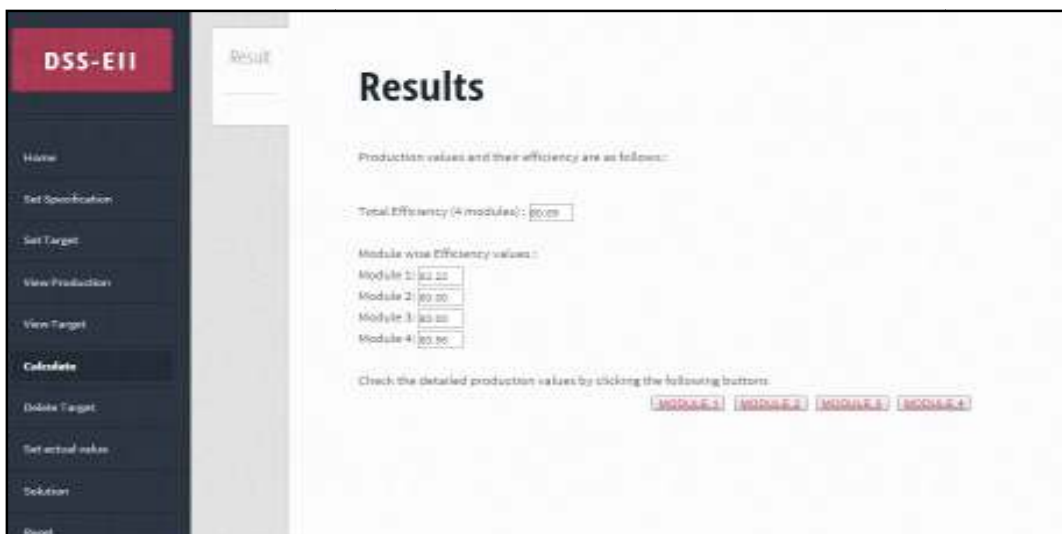 DSS-EII
Home
Set Specification
Set Target
View Production
View Target
Calculate
Delete Target
Set actual value
Solution
Reset
Result
Results
Production values and their efficiency are as follows:
Total Efficiency (4 modules):
Module wise Efficiency values:
Module 1:
Module 2:
Module 3:
Module 4:
Check the detailed production values by clicking the following buttons
MODULE 1 MODULE 2 MODULE 3 MODULE 4